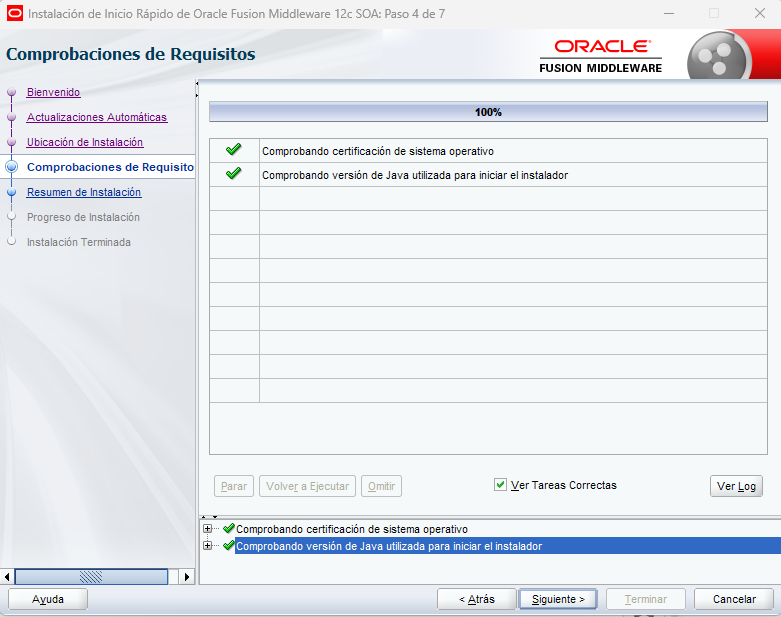 Instalación de Inicio Rápido de Oracle Fusion Middleware 12c SOA: Paso 4 de 7
Comprobaciones de Requisitos
ORACLE
FUSION MIDDLEWARE
Bienvenido
Actualizaciones Automáticas
Ubicación de Instalación
Comprobaciones de Requisito
Resumen de Instalación
Progreso de Instalación
Instalación Terminada
100%
Comprobando certificación de sistema operativo
Comprobando versión de Java utilizada para iniciar el instalador
Parar
Volver a Ejecutar
Omitir
Ver Tareas Correctas
Ver Log
Comprobando certificación de sistema operativo
Comprobando versión de Java utilizada para iniciar el instalador
Ayuda
< Atrás
Siguiente >
Terminar
Cancelar